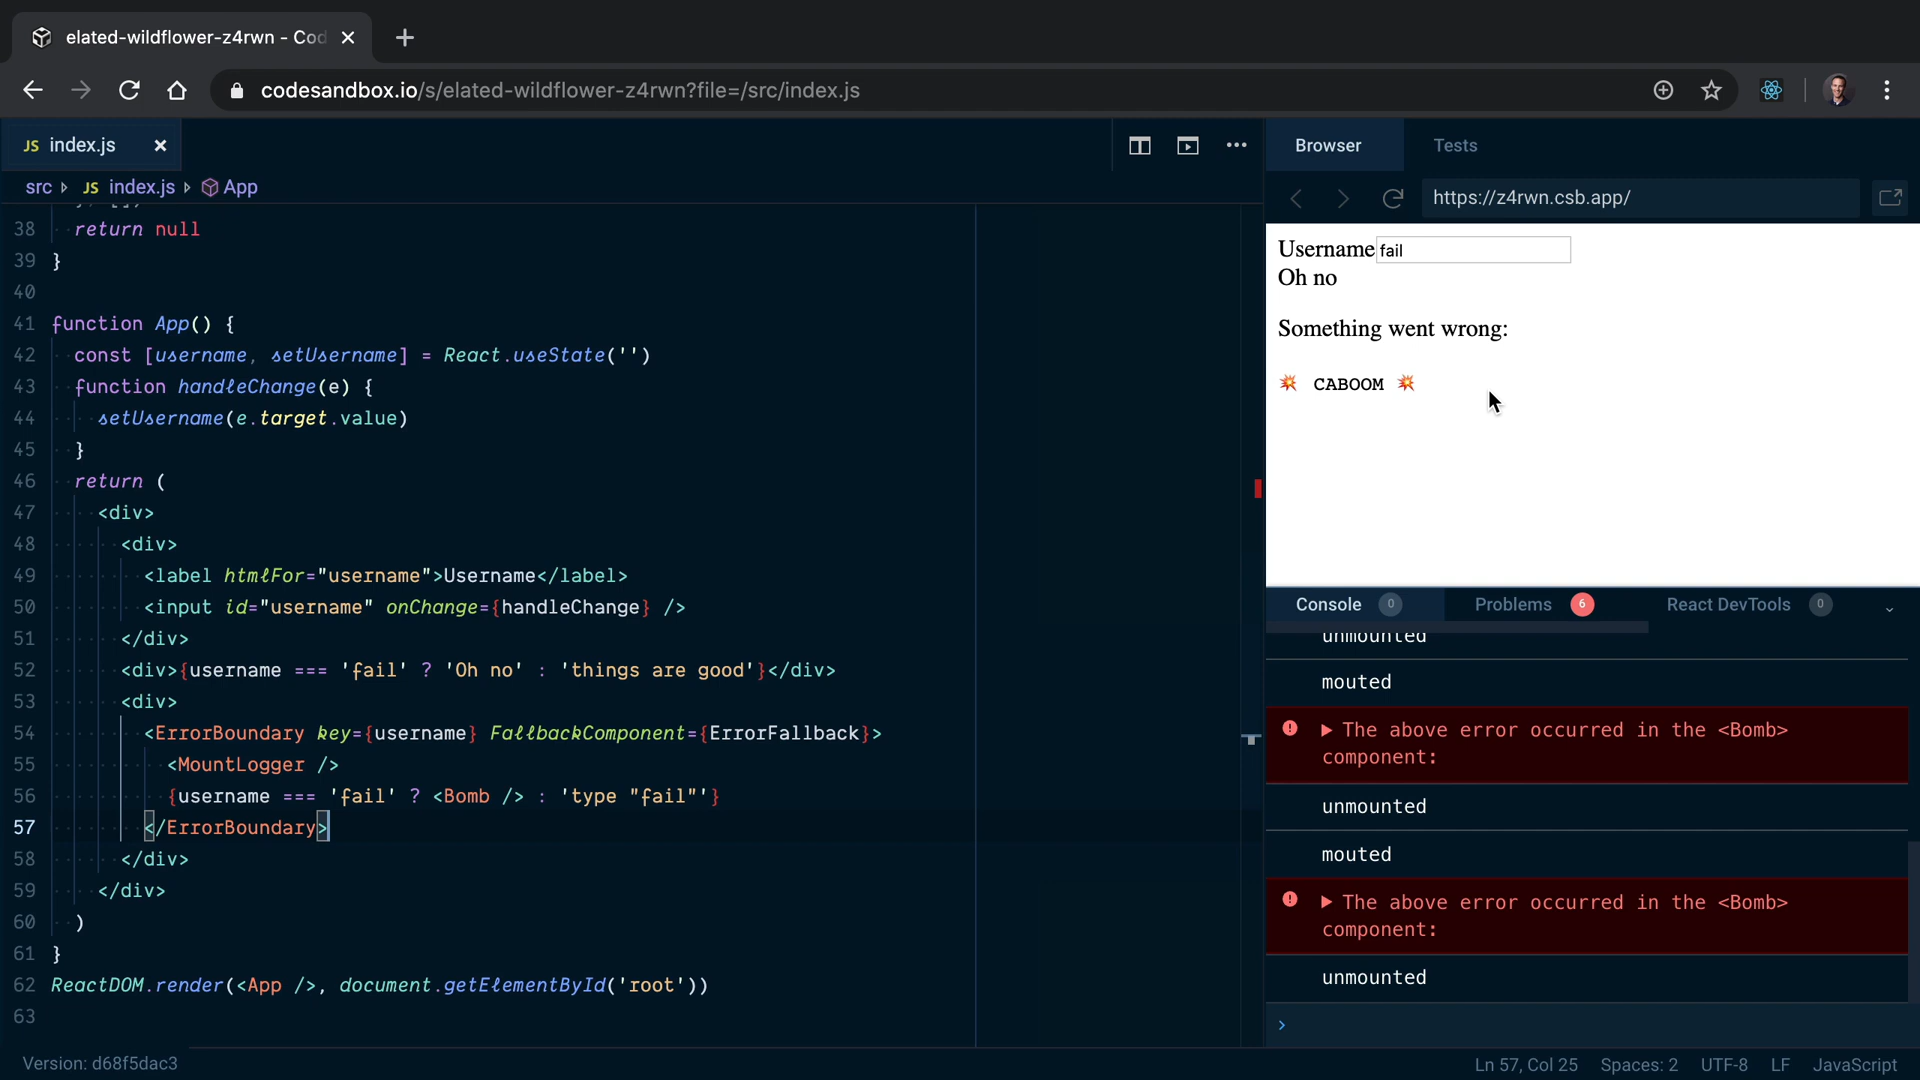 elated-wildflower-z4rwn - Cod
codesandbox.io/s/elated-wildflower-z4rwn?file=/src/index.js
JS index.js
src JS index.js App
38 return null
39 }
40
41 function App() {
42 const [username, setUsername] = React.useState('')
43 function handleChange(e) {
44 setUsername(e.target.value)
45 }
46 return (
47 <div>
48 <div>
49 <label htmlFor="username">Username</label>
50 <input id="username" onChange={handleChange} />
51 </div>
52 <div>{username === 'fail' ? 'Oh no' : 'things are good'}</div>
53 <div>
54 <ErrorBoundary key={username} FallbackComponent={ErrorFallback}>
55 <MountLogger />
56 {username === 'fail' ? <Bomb /> : 'type "fail"'}
57 </ErrorBoundary>
58 </div>
59 </div>
60 )
61 }
62 ReactDOM.render(<App />, document.getElementById('root'))
63
Browser Tests
https://z4rwn.csb.app/
Username fail
Oh no
Something went wrong:
💥 CABOOM 💥
Console 0 Problems 6 React DevTools 0
unmounted
mouted
The above error occurred in the <Bomb>
component:
unmounted
mouted
The above error occurred in the <Bomb>
component:
unmounted
Version: d68f5dac3
Ln 57, Col 25 Spaces: 2 UTF-8 LF JavaScript